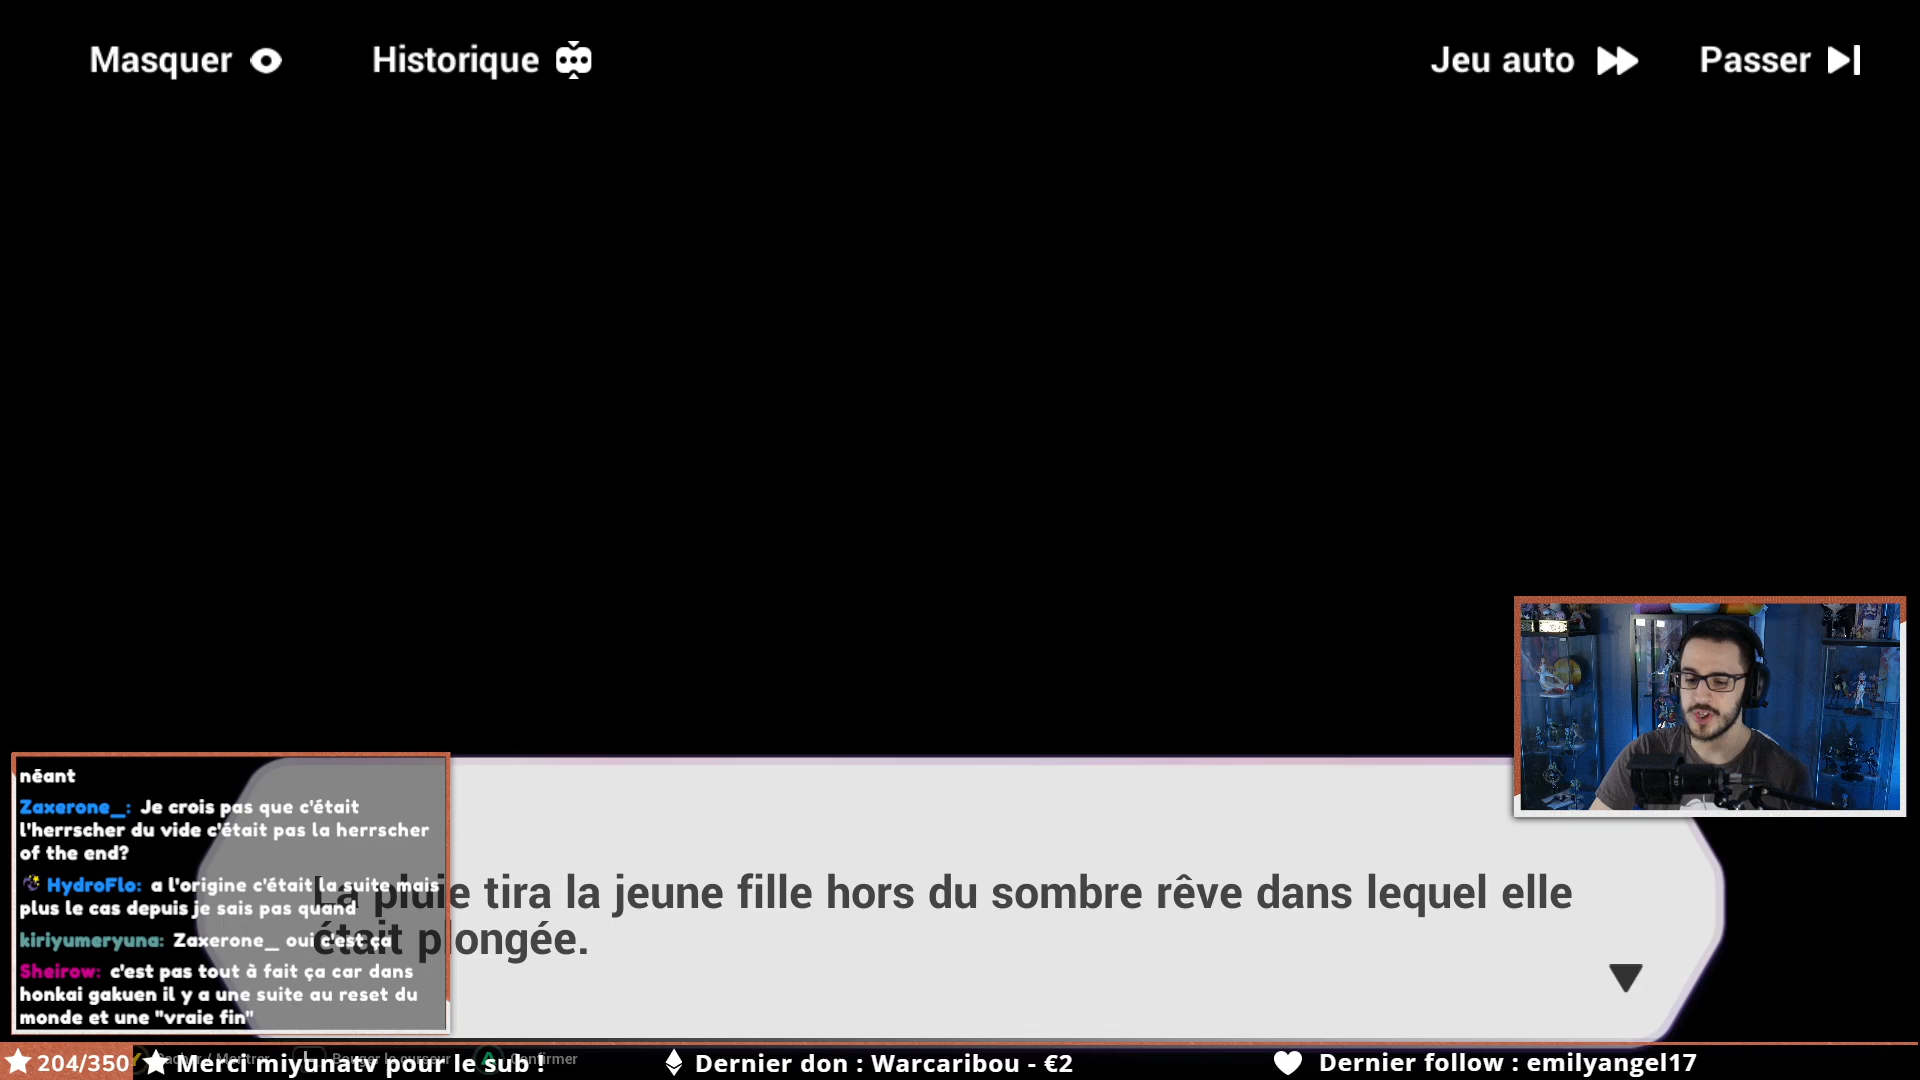 Masquer
Historique
Jeu auto
Passer
néant
Zaxerone_: Je crois pas que c'était
l'herrscher du vide c'était pas la herrscher
of the end?
HydroFlo: a l'origine c'était la suite mais
plus le cas depuis je sais pas quand
kiriyumeryuna: Zaxerone_ oui c'est ça
Sheirow: c'est pas tout à fait ça car dans
honkai gakuen il y a une suite au reset du
monde et une "vraie fin"
La pluie tira la jeune fille hors du sombre rêve dans lequel elle
était plongée.
Bouger le curseur
Confirmer
204/350
Merci miyunatv pour le sub !
Dernier don : Warcaribou - €2
Dernier follow : emilyangel17